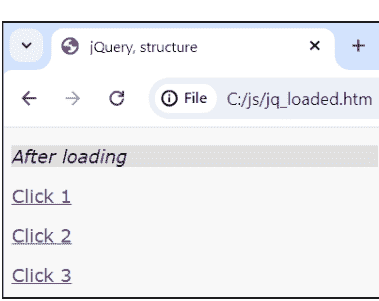 jQuery, structure
File C:/js/jq_loaded.htm
After loading
Click 1
Click 2
Click 3